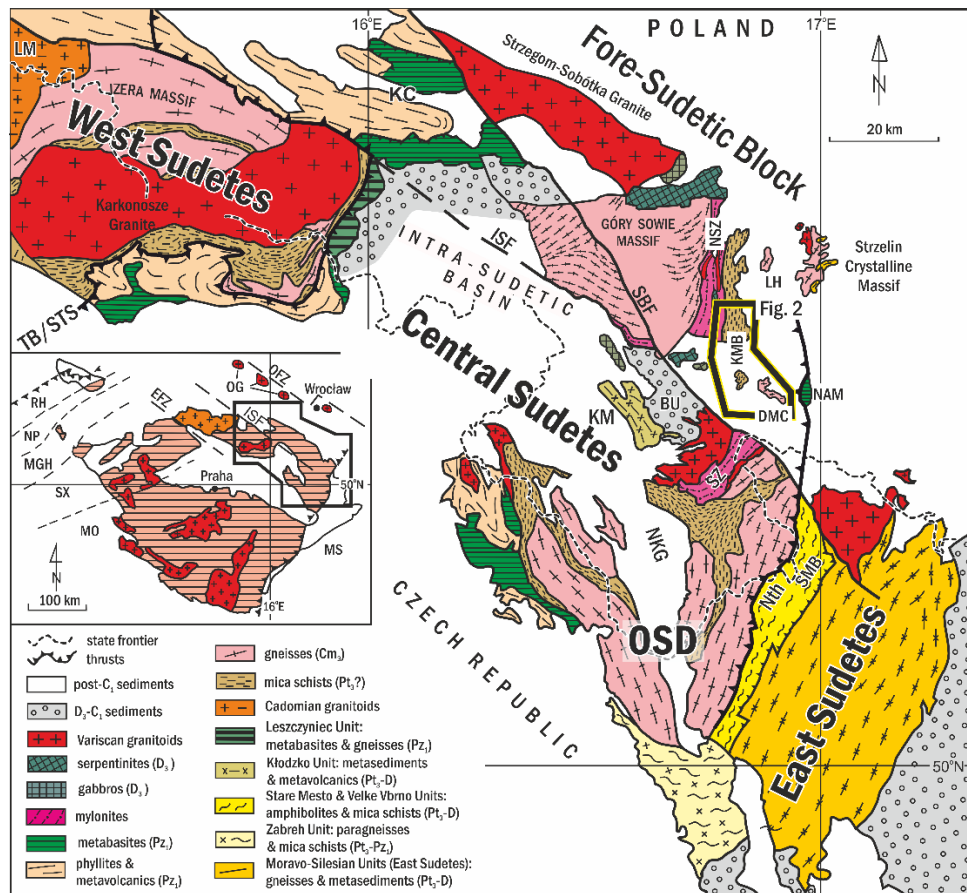 16°E
17°E
POLAND
LM
IZERA MASSIF
KC
Strzegom-Sobótka Granite
Fore-Sudetic Block
N
20 km
West Sudetes
Karkonosze
Granite
ISF
INTRA-SUDETIC
BASIN
GÓRY SOWIE
MASSIF
NSZ
SBF
LH
Strzelin
Crystalline
Massif
Fig. 2
KMB
TB/STS
Central Sudetes
NAM
DMC
BU
KM
SZ
NKG
OSD
Nth
SMB
CZECH REPUBLIC
East Sudetes
50°N
OG
OFZ
Wrocław
RH
EFZ
ISF
NP
MGH
SX
Praha
50°N
MO
MS
N
100 km
16°E
state frontier
thrusts
post-C₁ sediments
D₃-C₁ sediments
Variscan granitoids
serpentinites (D₃)
gabbros (D₃)
mylonites
metabasites (Pz₁)
phyllites &
metavolcanics (Pz₁)
gneisses (Cm₃)
mica schists (Pt₃?)
Cadomian granitoids
Leszczyniec Unit:
metabasites & gneisses (Pz₁)
Kłodzko Unit: metasediments
& metavolcanics (Pt₃-D)
Stare Mesto & Velke Vbrno Units:
amphibolites & mica schists (Pt₃-D)
Zabreh Unit: paragneisses
& mica schists (Pt₃-Pz₁)
Moravo-Silesian Units (East Sudetes):
gneisses & metasediments (Pt₃-D)